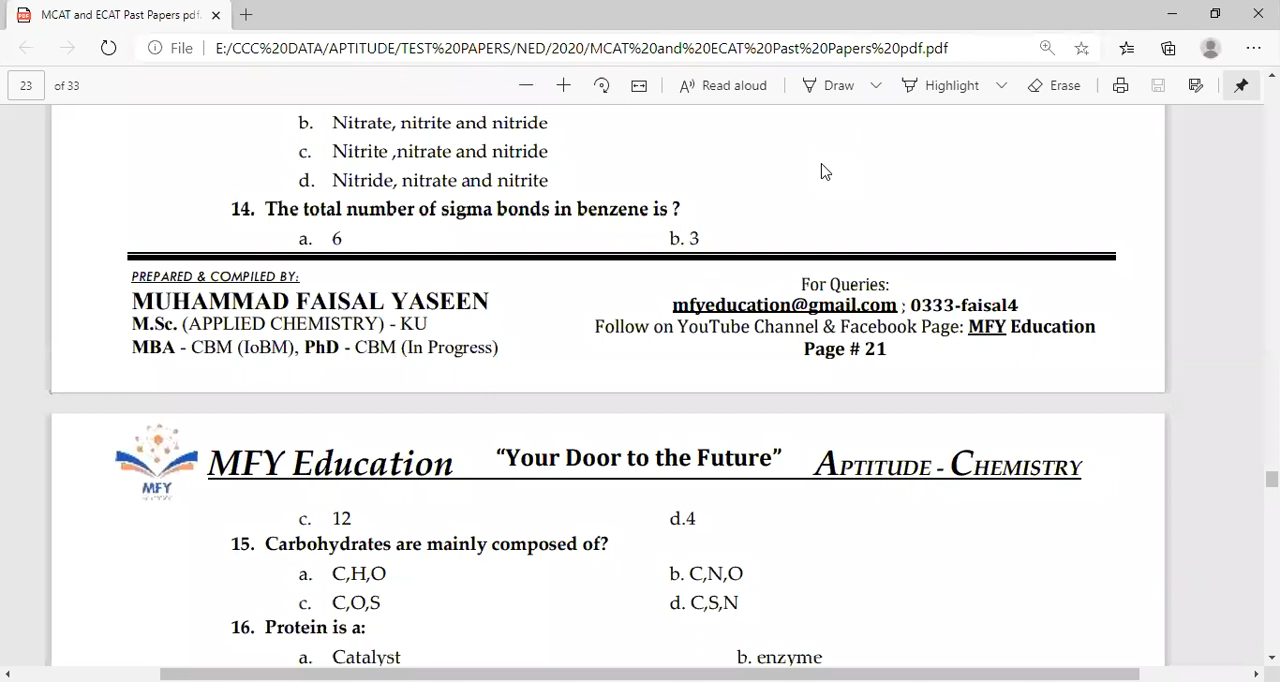 MCAT and ECAT Past Papers pdf.
File E:/CCC%20DATA/APTITUDE/TEST%20PAPERS/NED/2020/MCAT%20and%20ECAT%20Past%20Papers%20pdf.pdf
23 of 33 Read aloud Draw Highlight Erase
b. Nitrate, nitrite and nitride
c. Nitrite ,nitrate and nitride
d. Nitride, nitrate and nitrite
14. The total number of sigma bonds in benzene is ?
a. 6 b. 3
PREPARED & COMPILED BY:
MUHAMMAD FAISAL YASEEN
M.Sc. (APPLIED CHEMISTRY) - KU
MBA - CBM (IoBM), PhD - CBM (In Progress)
For Queries:
mfyeducation@gmail.com ; 0333-faisal4
Follow on YouTube Channel & Facebook Page: MFY Education
Page # 21
MFY
MFY Education "Your Door to the Future" APTITUDE - CHEMISTRY
c. 12 d.4
15. Carbohydrates are mainly composed of?
a. C,H,O b. C,N,O
c. C,O,S d. C,S,N
16. Protein is a:
a. Catalyst b. enzyme